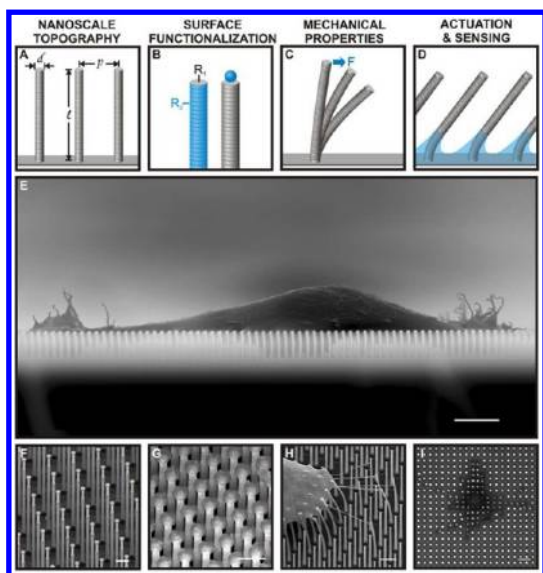 NANOSCALE
TOPOGRAPHY
SURFACE
FUNCTIONALIZATION
MECHANICAL
PROPERTIES
ACTUATION
& SENSING
A
d
p
ℓ
B
R₁
R₂
C
F
D
E
F
G
H
I